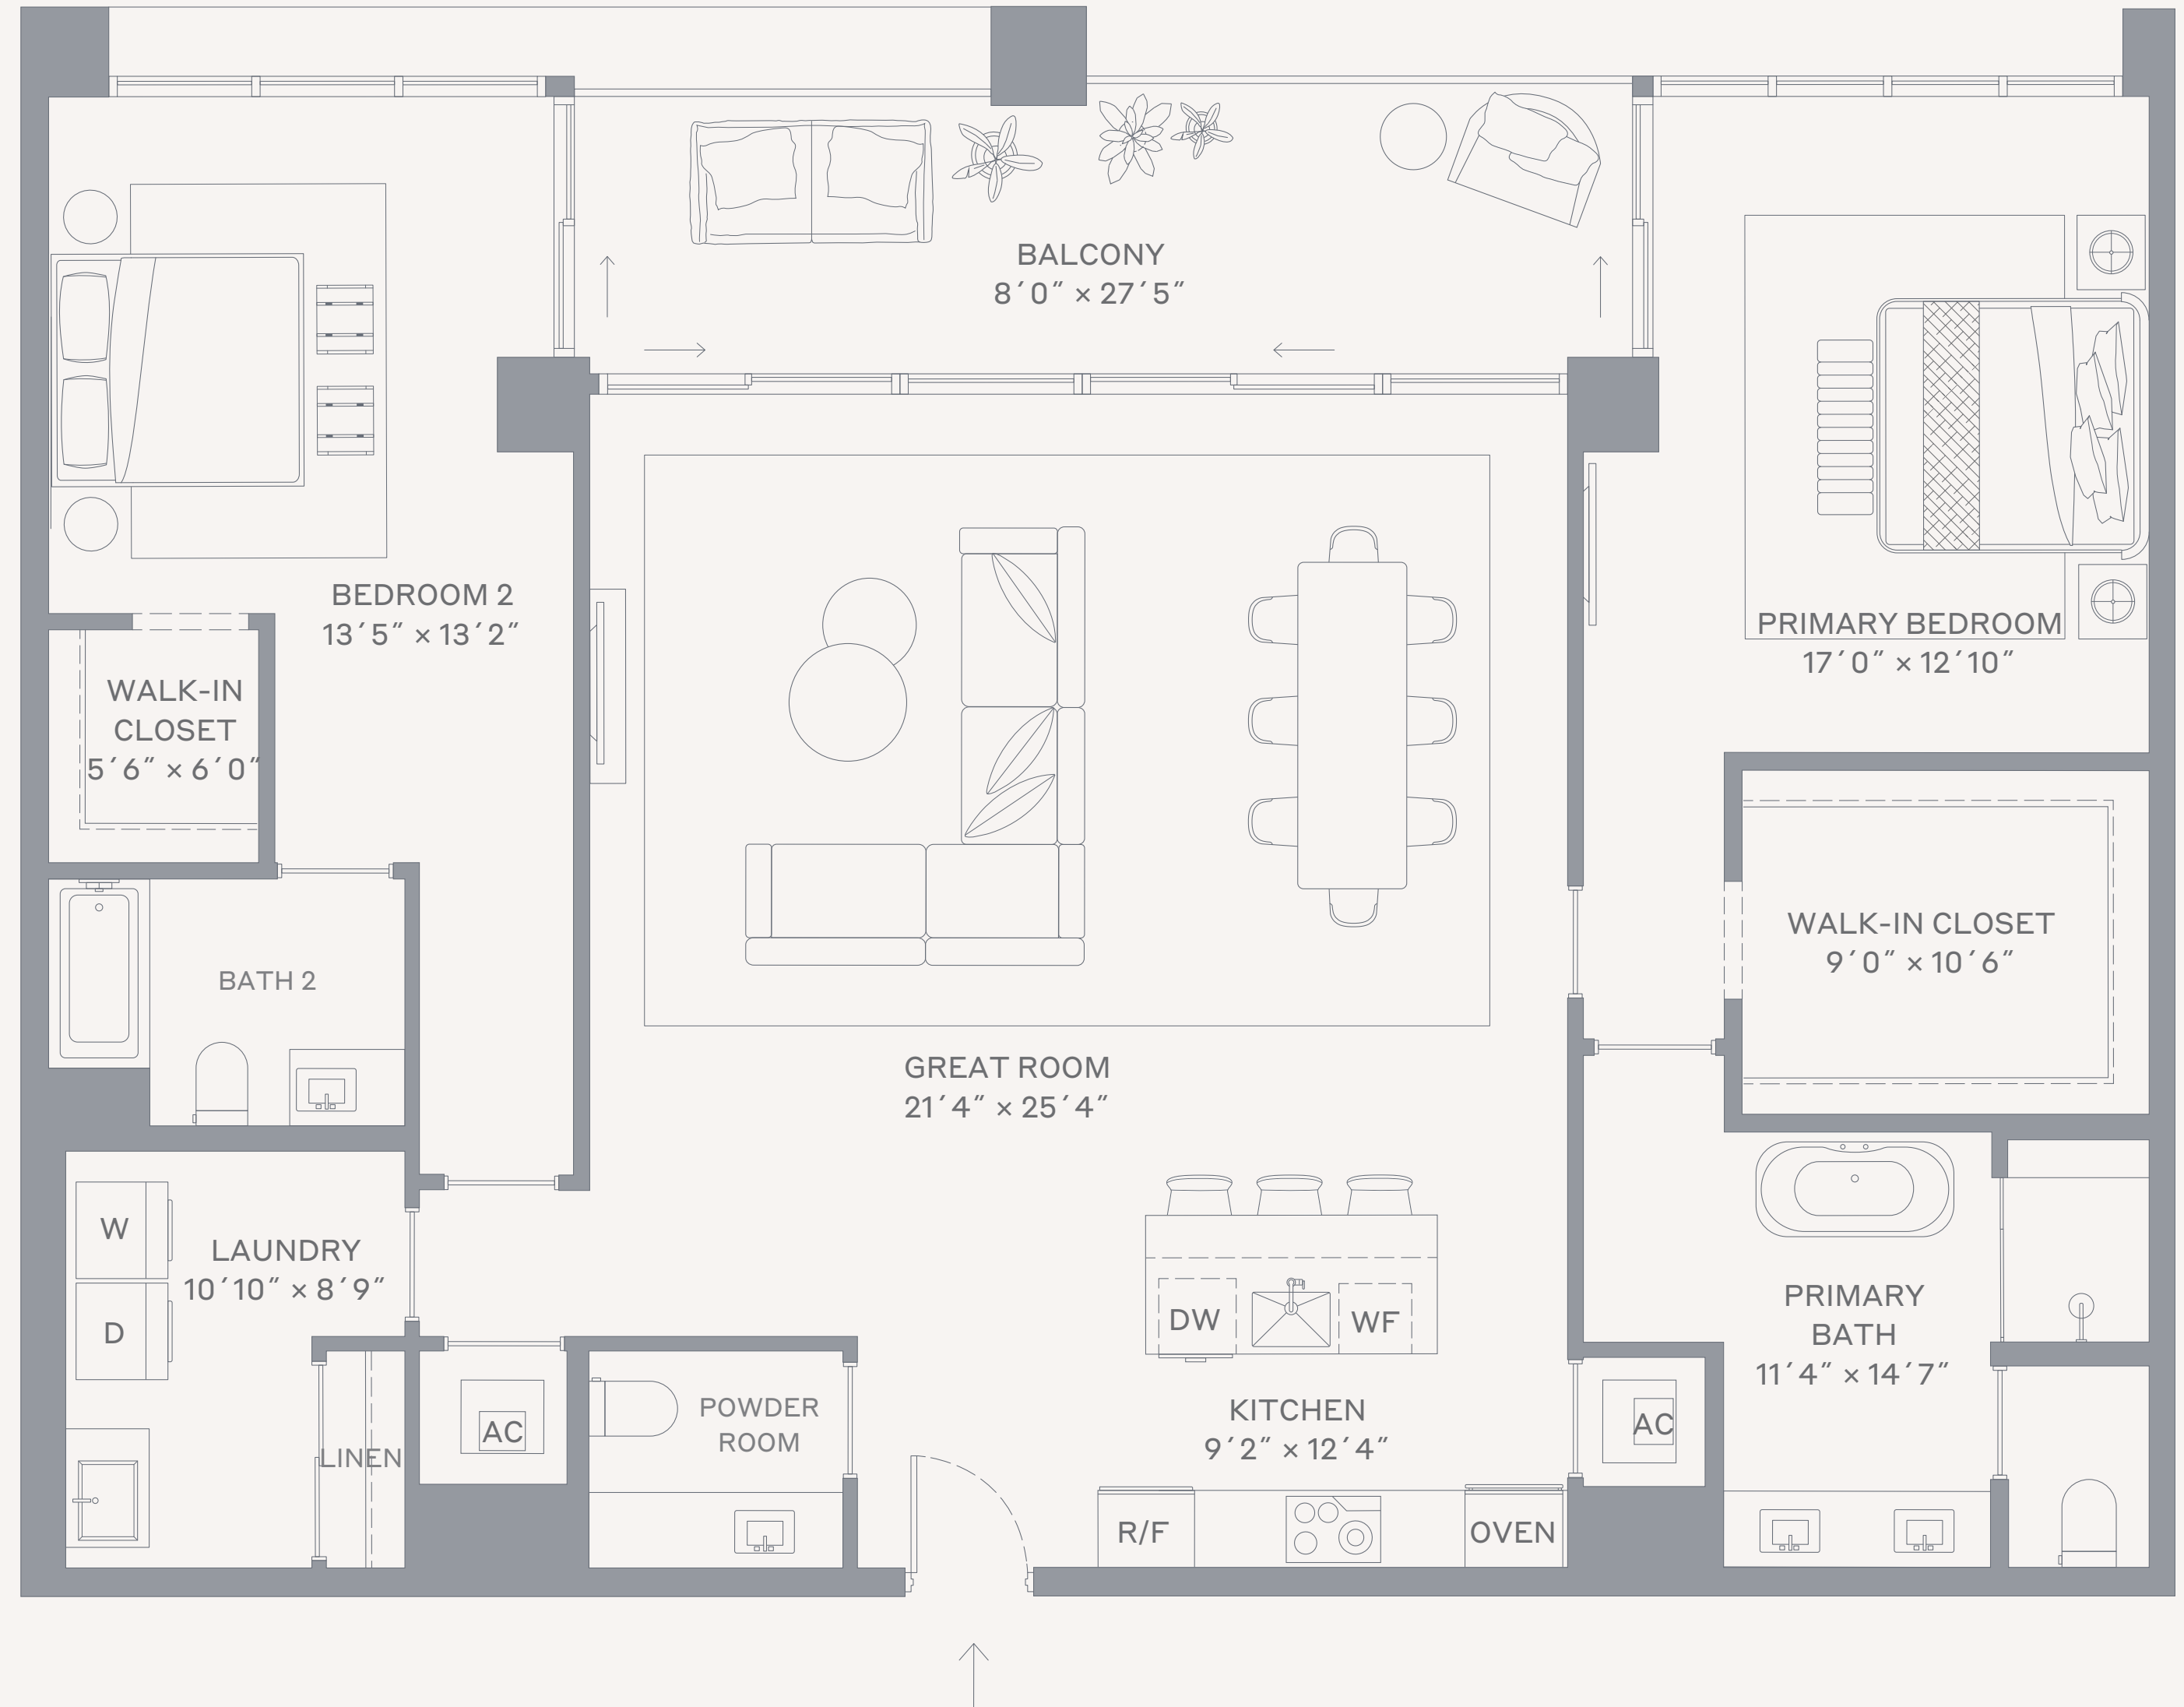 BALCONY
8´0˝ × 27´5˝
BEDROOM 2
13´5˝ × 13´2˝
PRIMARY BEDROOM
17´0˝ × 12´10˝
WALK-IN
CLOSET
5´6˝ × 6´0˝
WALK-IN CLOSET
9´0˝ × 10´6˝
BATH 2
GREAT ROOM
21´4˝ × 25´4˝
W
LAUNDRY
10´10˝ × 8´9˝
D
DW
WF
PRIMARY
BATH
11´4˝ × 14´7˝
LINEN
AC
POWDER
ROOM
KITCHEN
9´2˝ × 12´4˝
AC
R/F
OVEN